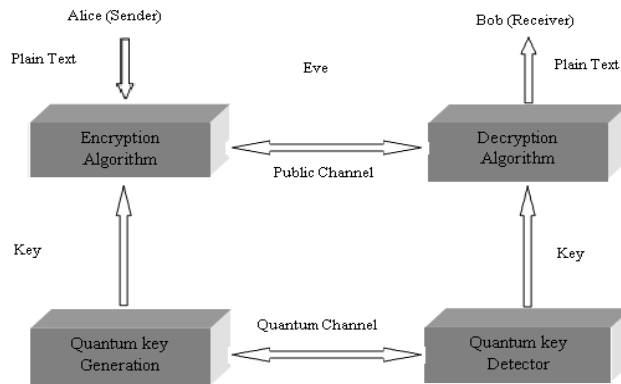 Alice (Sender)
Bob (Receiver)
Plain Text
Eve
Plain Text
Encryption
Algorithm
Decryption
Algorithm
Public Channel
Key
Key
Quantum Channel
Quantum key
Generation
Quantum key
Detector